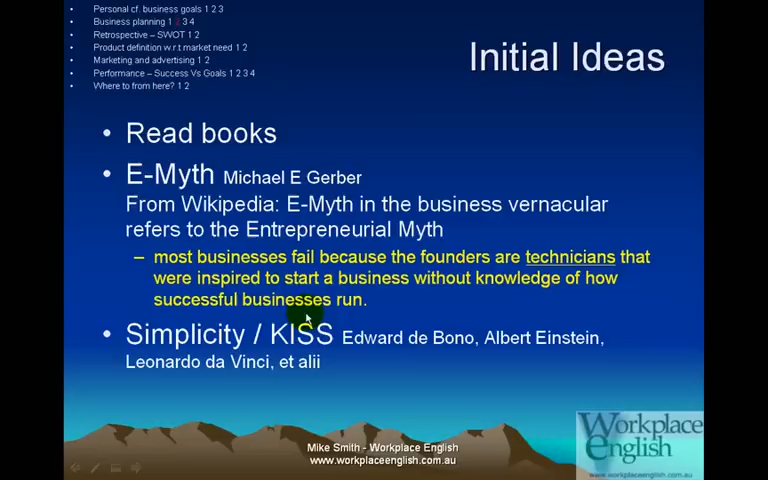 • Personal cf. business goals 1 2 3
• Business planning 1 2 3 4
• Retrospective – SWOT 1 2
• Product definition w.r.t market need 1 2
• Marketing and advertising 1 2
• Performance – Success Vs Goals 1 2 3 4
• Where to from here? 1 2
Initial Ideas
• Read books
• E-Myth Michael E Gerber
From Wikipedia: E-Myth in the business vernacular
refers to the Entrepreneurial Myth
– most businesses fail because the founders are technicians that
were inspired to start a business without knowledge of how
successful businesses run.
• Simplicity / KISS Edward de Bono, Albert Einstein,
Leonardo da Vinci, et alii
Mike Smith - Workplace English
www.workplaceenglish.com.au
Workplace
English
www.workplaceenglish.com.au